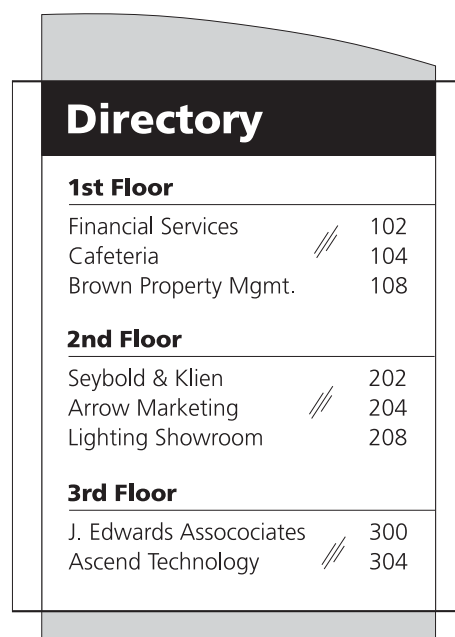 Directory
1st Floor
Financial Services 102
Cafeteria 104
Brown Property Mgmt. 108
2nd Floor
Seybold & Klien 202
Arrow Marketing 204
Lighting Showroom 208
3rd Floor
J. Edwards Assocociates 300
Ascend Technology 304